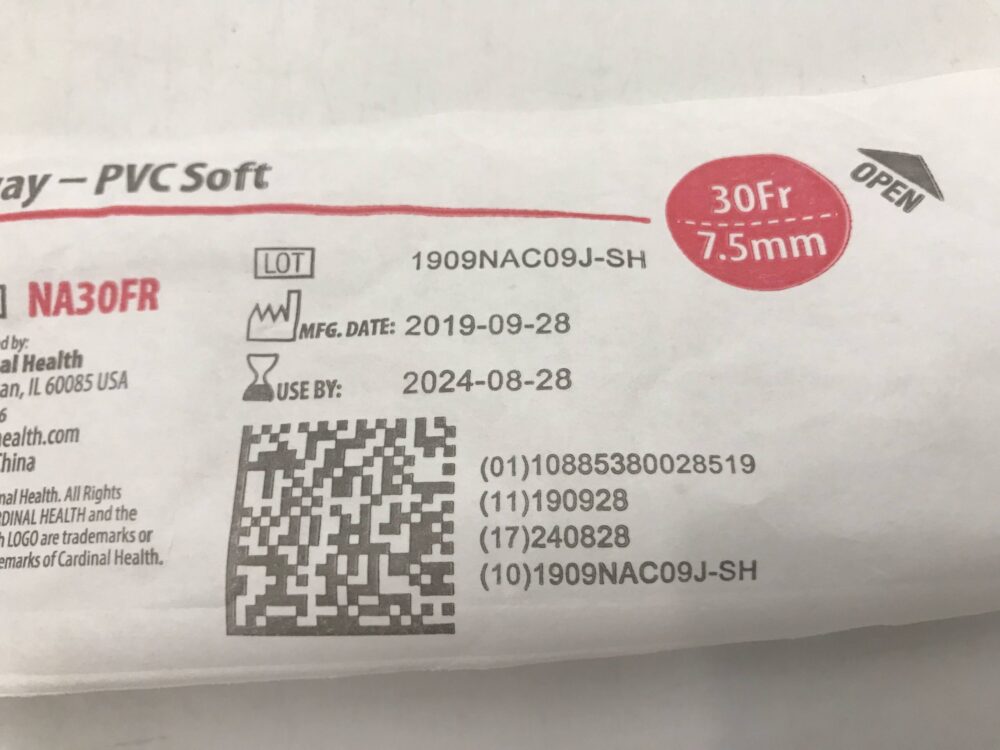 ay – PVC Soft
30Fr
7.5mm
OPEN
LOT 1909NAC09J-SH
NA30FR
MFG. DATE: 2019-09-28
USE BY: 2024-08-28
d by:
al Health
an, IL 60085 USA
6
ealth.com
hina
nal Health. All Rights
DINAL HEALTH and the
h LOGO are trademarks or
emarks of Cardinal Health.
(01)10885380028519
(11)190928
(17)240828
(10)1909NAC09J-SH